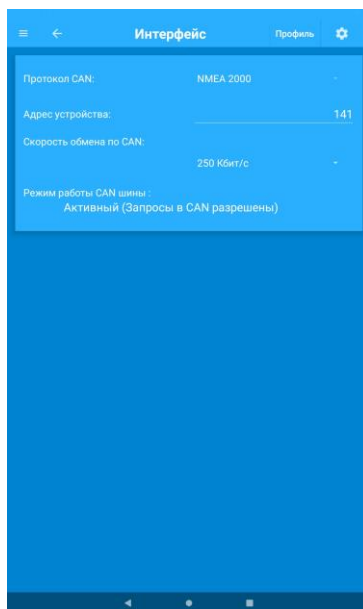 Интерфейс Профиль
Протокол CAN: NMEA 2000
Адрес устройства: 141
Скорость обмена по CAN:
250 Кбит/с
Режим работы CAN шины :
Активный (Запросы в CAN разрешены)